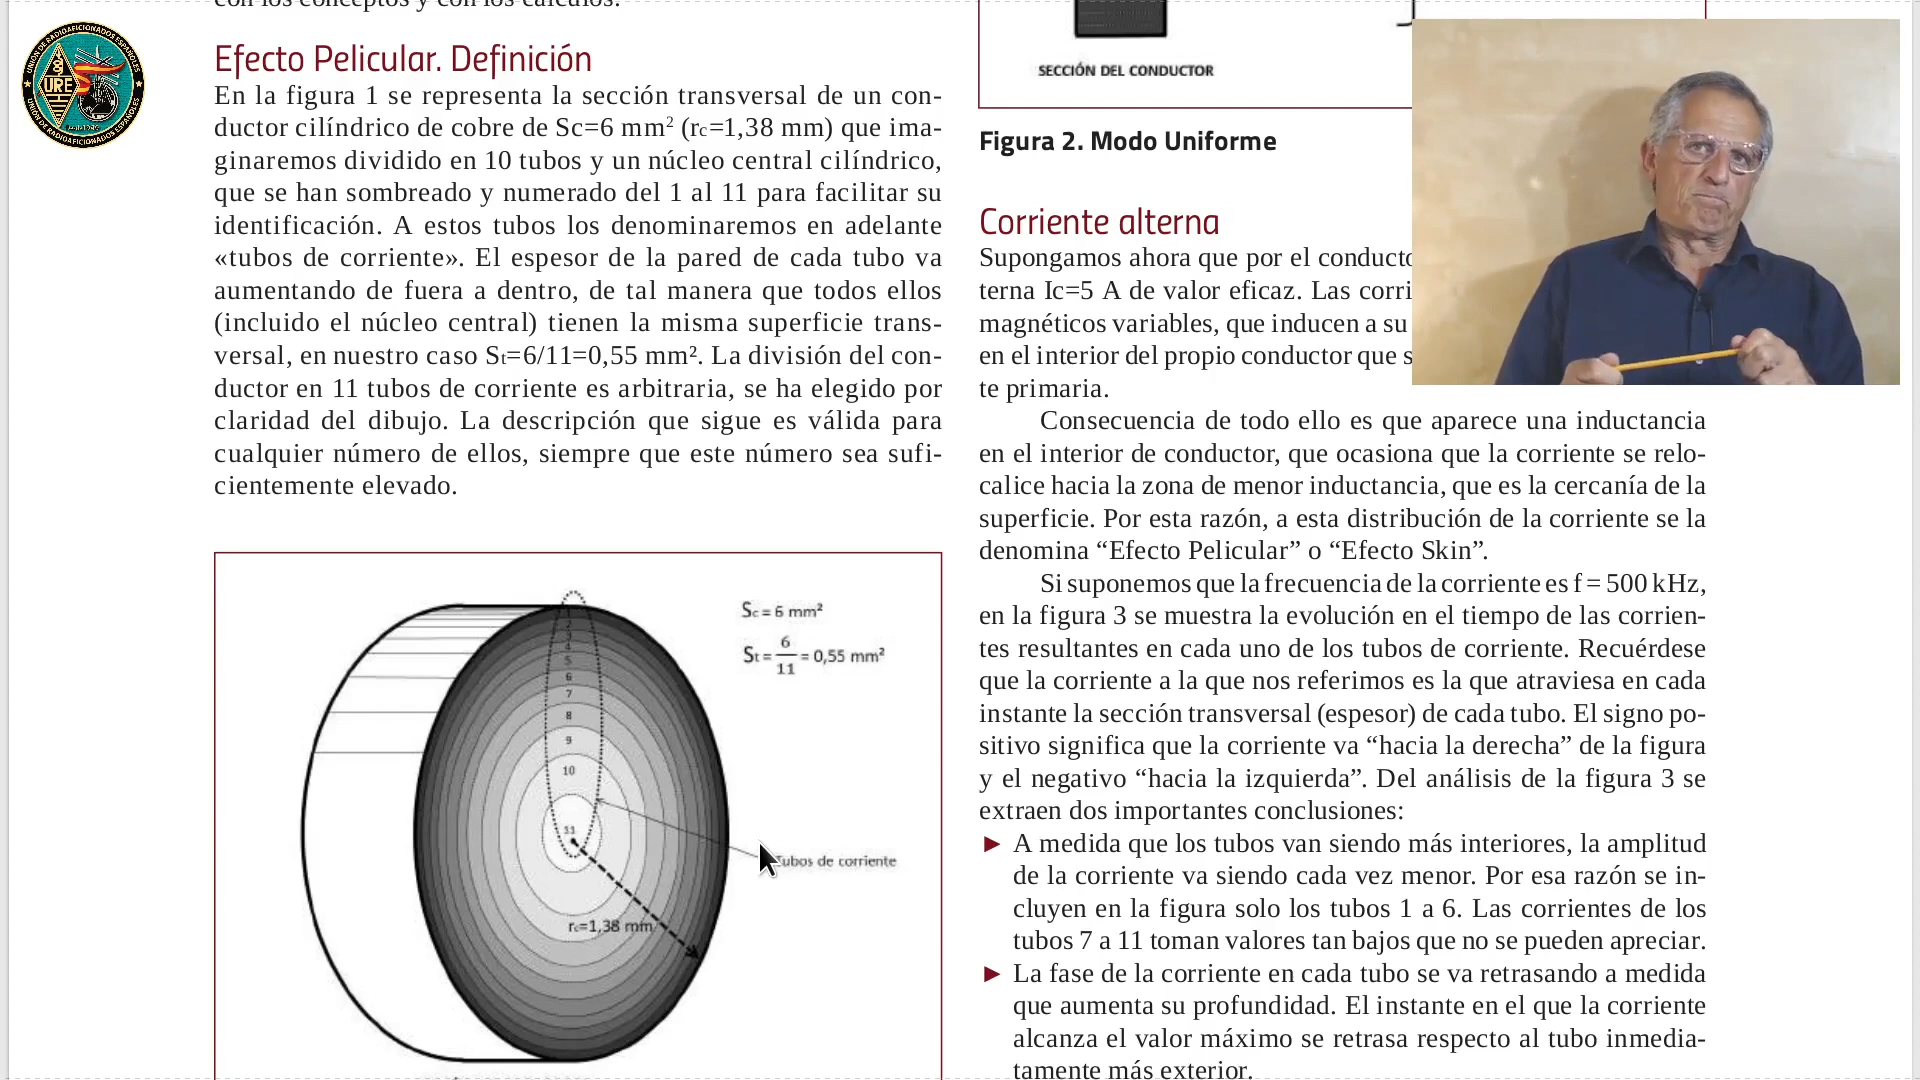 UNIÓN DE RADIOAFICIONADOS ESPAÑOLES
URE
UNIÓN DE RADIOAFICIONADOS ESPAÑOLES
con los conceptos y con los cálculos.
Efecto Pelicular. Definición
En la figura 1 se representa la sección transversal de un con-
ductor cilíndrico de cobre de Sc=6 mm² (rc=1,38 mm) que ima-
ginaremos dividido en 10 tubos y un núcleo central cilíndrico,
que se han sombreado y numerado del 1 al 11 para facilitar su
identificación. A estos tubos los denominaremos en adelante
«tubos de corriente». El espesor de la pared de cada tubo va
aumentando de fuera a dentro, de tal manera que todos ellos
(incluido el núcleo central) tienen la misma superficie trans-
versal, en nuestro caso St=6/11=0,55 mm². La división del con-
ductor en 11 tubos de corriente es arbitraria, se ha elegido por
claridad del dibujo. La descripción que sigue es válida para
cualquier número de ellos, siempre que este número sea sufi-
cientemente elevado.
Sc = 6 mm²
St = 6/11 = 0,55 mm²
2
3
4
5
6
7
8
9
10
11
Tubos de corriente
rc=1,38 mm
SECCIÓN DEL CONDUCTOR
Figura 2. Modo Uniforme
Corriente alterna
Supongamos ahora que por el conducto
terna Ic=5 A de valor eficaz. Las corri
magnéticos variables, que inducen a su
en el interior del propio conductor que s
te primaria.
Consecuencia de todo ello es que aparece una inductancia
en el interior de conductor, que ocasiona que la corriente se relo-
calice hacia la zona de menor inductancia, que es la cercanía de la
superficie. Por esta razón, a esta distribución de la corriente se la
denomina “Efecto Pelicular” o “Efecto Skin”.
Si suponemos que la frecuencia de la corriente es f = 500 kHz,
en la figura 3 se muestra la evolución en el tiempo de las corrien-
tes resultantes en cada uno de los tubos de corriente. Recuérdese
que la corriente a la que nos referimos es la que atraviesa en cada
instante la sección transversal (espesor) de cada tubo. El signo po-
sitivo significa que la corriente va “hacia la derecha” de la figura
y el negativo “hacia la izquierda”. Del análisis de la figura 3 se
extraen dos importantes conclusiones:
► A medida que los tubos van siendo más interiores, la amplitud
de la corriente va siendo cada vez menor. Por esa razón se in-
cluyen en la figura solo los tubos 1 a 6. Las corrientes de los
tubos 7 a 11 toman valores tan bajos que no se pueden apreciar.
► La fase de la corriente en cada tubo se va retrasando a medida
que aumenta su profundidad. El instante en el que la corriente
alcanza el valor máximo se retrasa respecto al tubo inmedia-
tamente más exterior.